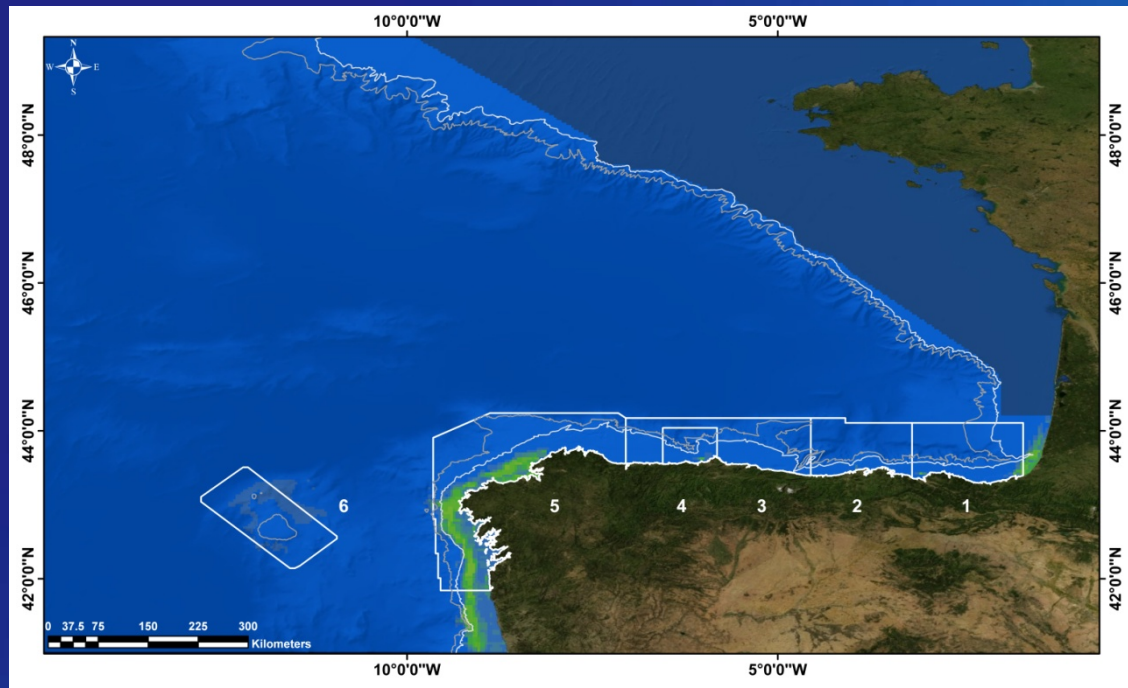 10°0'0"W 5°0'0"W
N
W E
S
48°0'0"N 48°0'0"N
46°0'0"N 46°0'0"N
44°0'0"N 44°0'0"N
6 5 4 3 2 1
42°0'0"N 42°0'0"N
0 37.5 75 150 225 300
Kilometers
10°0'0"W 5°0'0"W